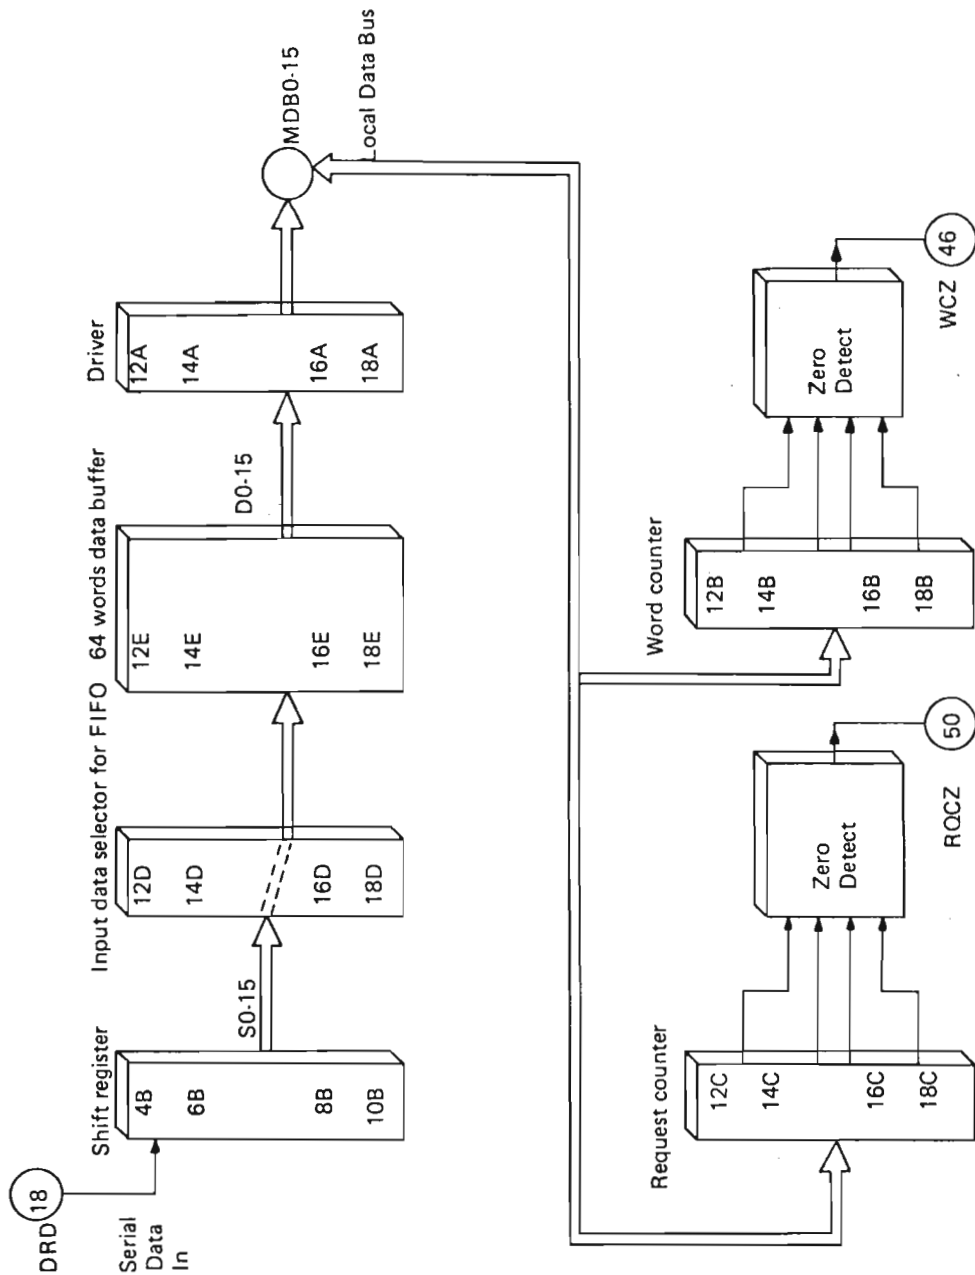 DRD 18
Serial
Data
In
Shift register
4B
6B
8B
10B
S0-15
Input data selector for FIFO
12D
14D
16D
18D
64 words data buffer
12E
14E
16E
18E
D0-15
Driver
12A
14A
16A
18A
MDB0-15
Local Data Bus
Request counter
12C
14C
16C
18C
Zero
Detect
RQCZ
50
Word counter
12B
14B
16B
18B
Zero
Detect
WCZ
46